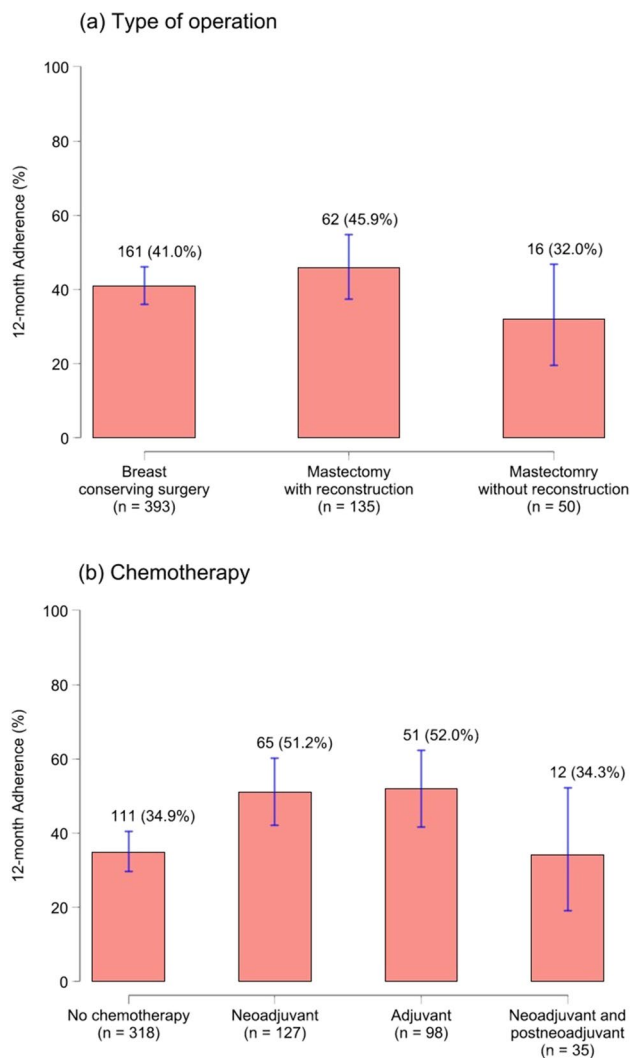 (a) Type of operation
100
80
60
40
20
0
12-month Adherence (%)
161 (41.0%)
62 (45.9%)
16 (32.0%)
Breast
conserving surgery
(n = 393)
Mastectomy
with reconstruction
(n = 135)
Mastectomry
without reconstruction
(n = 50)
(b) Chemotherapy
100
80
60
40
20
0
12-month Adherence (%)
111 (34.9%)
65 (51.2%)
51 (52.0%)
12 (34.3%)
No chemotherapy
(n = 318)
Neoadjuvant
(n = 127)
Adjuvant
(n = 98)
Neoadjuvant and
postneoadjuvant
(n = 35)